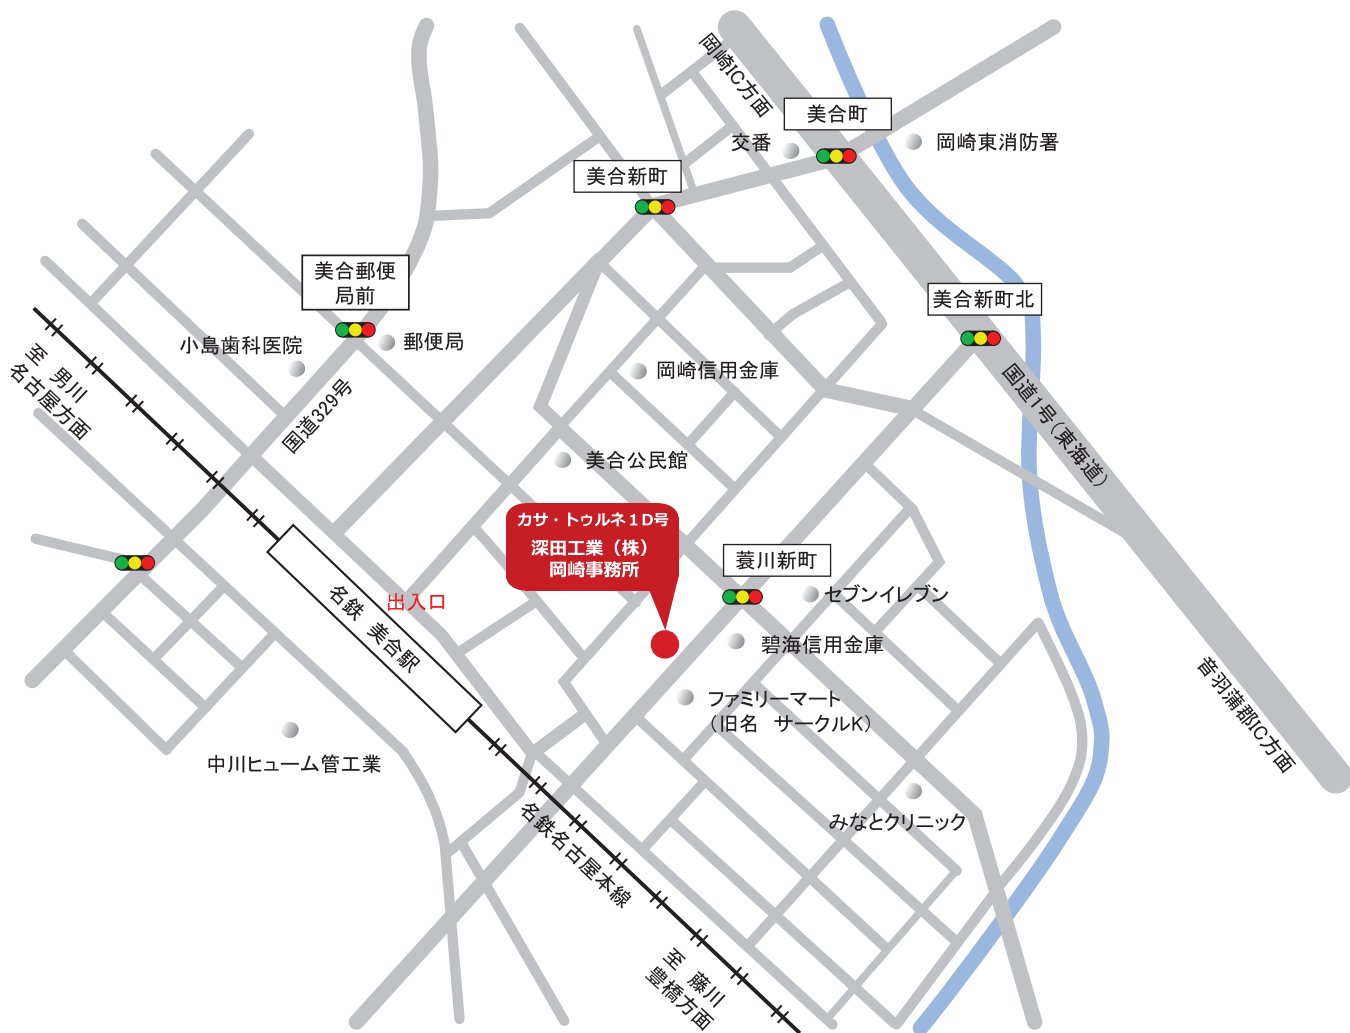 岡崎IC方面
美合町
交番
岡崎東消防署
美合新町
美合郵便
局前
美合新町北
小島歯科医院
郵便局
至 男川
名古屋方面
国道329号
岡崎信用金庫
国道1号(東海道)
美合公民館
カサ・トゥルネ1D号
深田工業(株)
岡崎事務所
蓑川新町
セブンイレブン
出入口
名鉄 美合駅
碧海信用金庫
音羽蒲郡IC方面
ファミリーマート
(旧名 サークルK)
中川ヒューム管工業
みなとクリニック
名鉄名古屋本線
至 藤川
豊橋方面